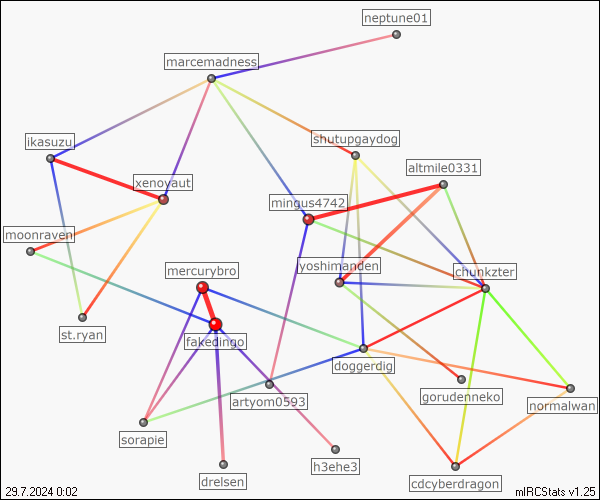 neptune01
marcemadness
shutupgaydog
ikasuzu
altmile0331
xenoyaut
mingus4742
moonraven
mercurybro
yoshimanden
chunkzter
st.ryan
fakedingo
doggerdig
artyom0593
gorudenneko
normalwan
sorapie
h3ehe3
drelsen
cdcyberdragon
29.7.2024 0:02
mIRCStats v1.25